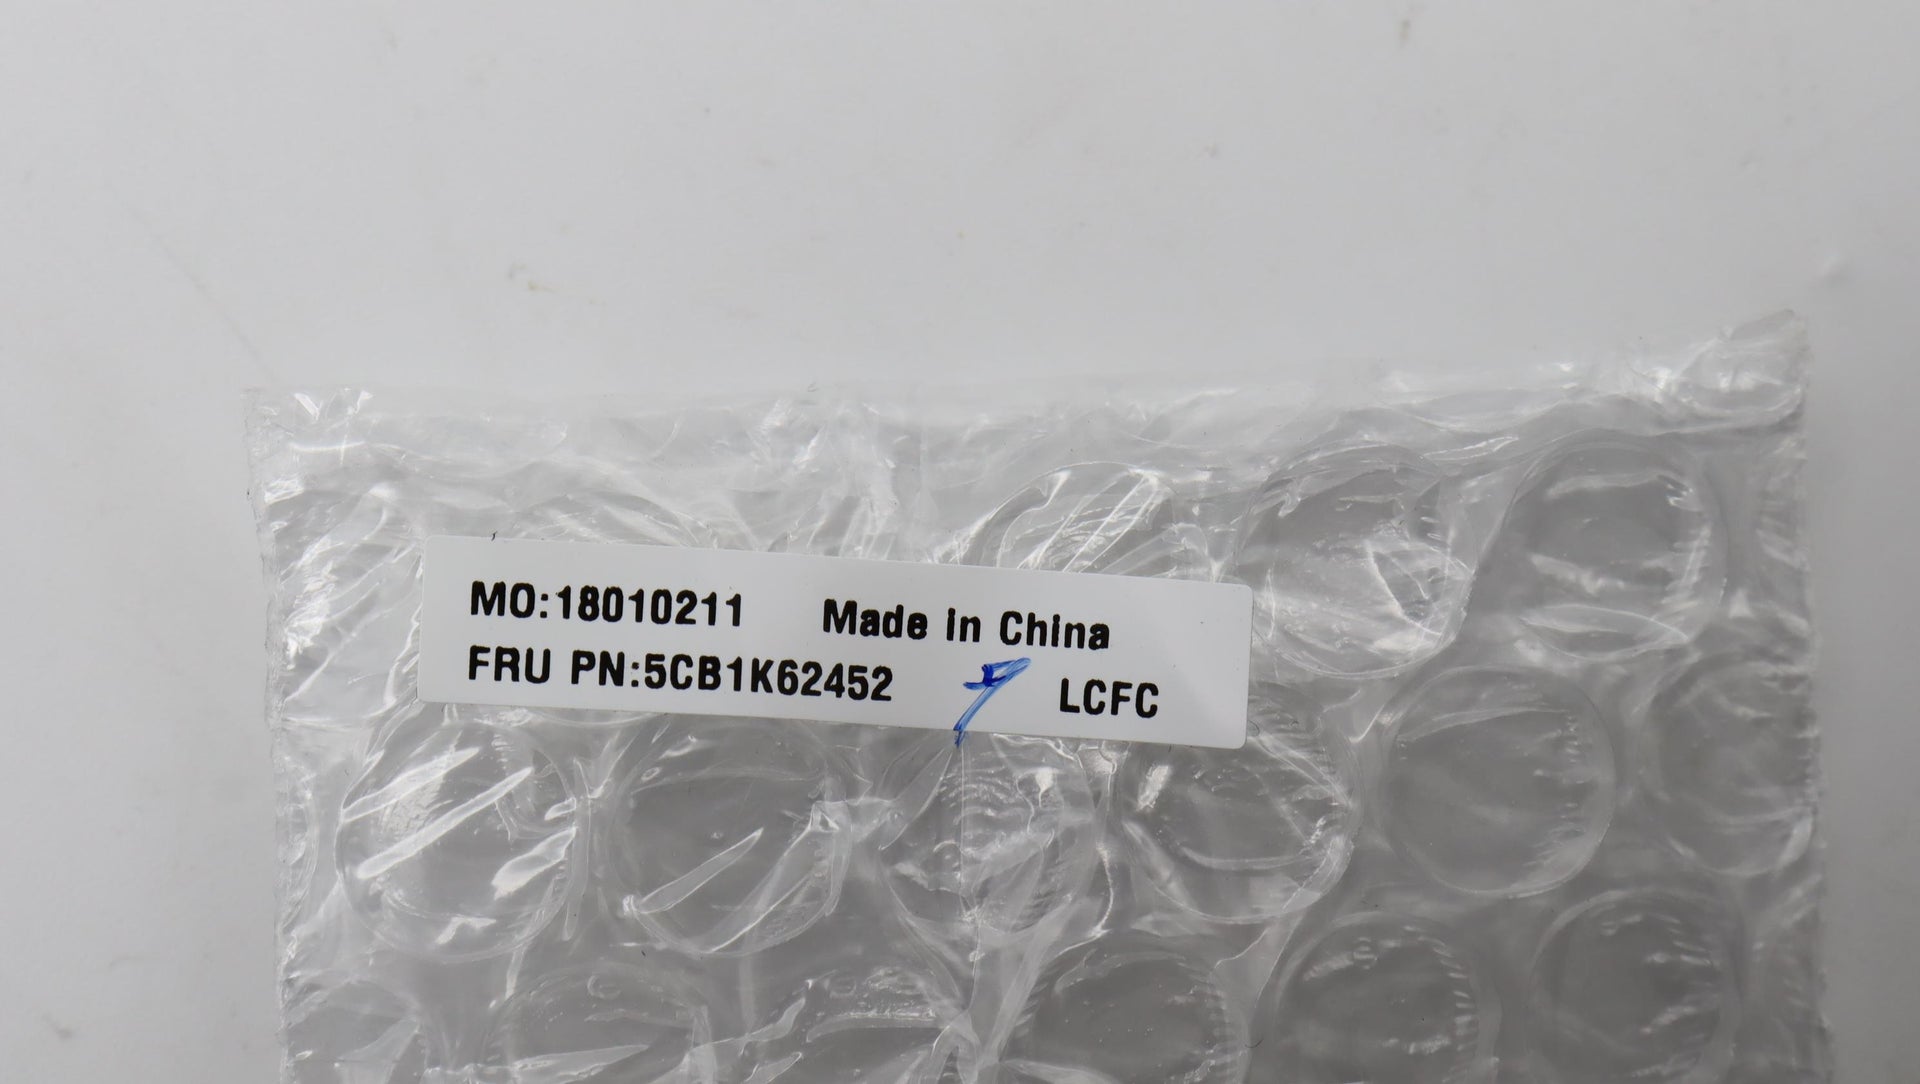 MO:18010211 Made in China
FRU PN:5CB1K62452 LCFC